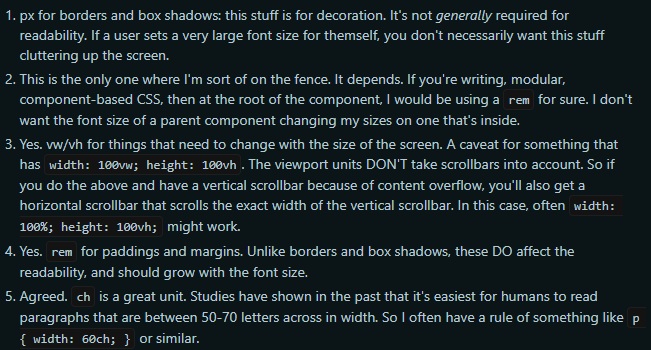 1. px for borders and box shadows: this stuff is for decoration. It's not generally required for
readability. If a user sets a very large font size for themself, you don't necessarily want this stuff
cluttering up the screen.
2. This is the only one where I'm sort of on the fence. It depends. If you're writing, modular,
component-based CSS, then at the root of the component, I would be using a rem for sure. I don't
want the font size of a parent component changing my sizes on one that's inside.
3. Yes. vw/vh for things that need to change with the size of the screen. A caveat for something that
has width: 100vw; height: 100vh . The viewport units DON'T take scrollbars into account. So if
you do the above and have a vertical scrollbar because of content overflow, you'll also get a
horizontal scrollbar that scrolls the exact width of the vertical scrollbar. In this case, often width:
100%; height: 100vh; might work.
4. Yes. rem for paddings and margins. Unlike borders and box shadows, these DO affect the
readability, and should grow with the font size.
5. Agreed. ch is a great unit. Studies have shown in the past that it's easiest for humans to read
paragraphs that are between 50-70 letters across in width. So I often have a rule of something like p
{ width: 60ch; } or similar.